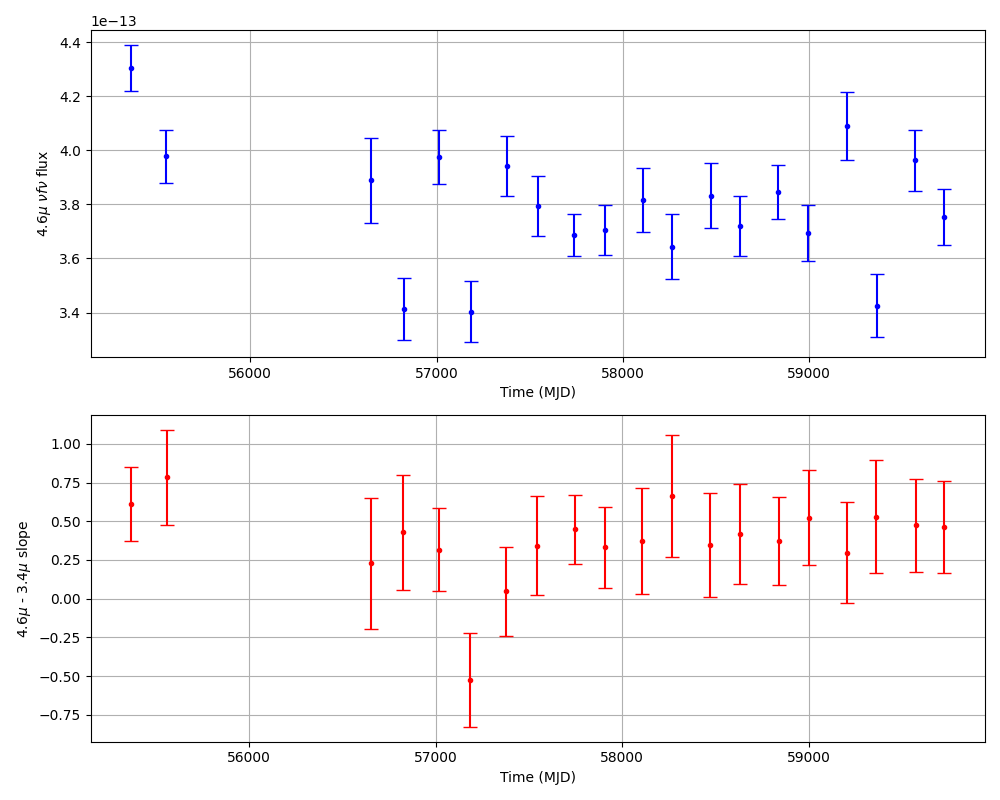 1e−13
4.4
4.2
4.0
3.8
3.6
3.4
4.6μ νfν flux
56000 57000 58000 59000
Time (MJD)
1.00
0.75
0.50
0.25
0.00
−0.25
−0.50
−0.75
4.6μ - 3.4μ slope
56000 57000 58000 59000
Time (MJD)